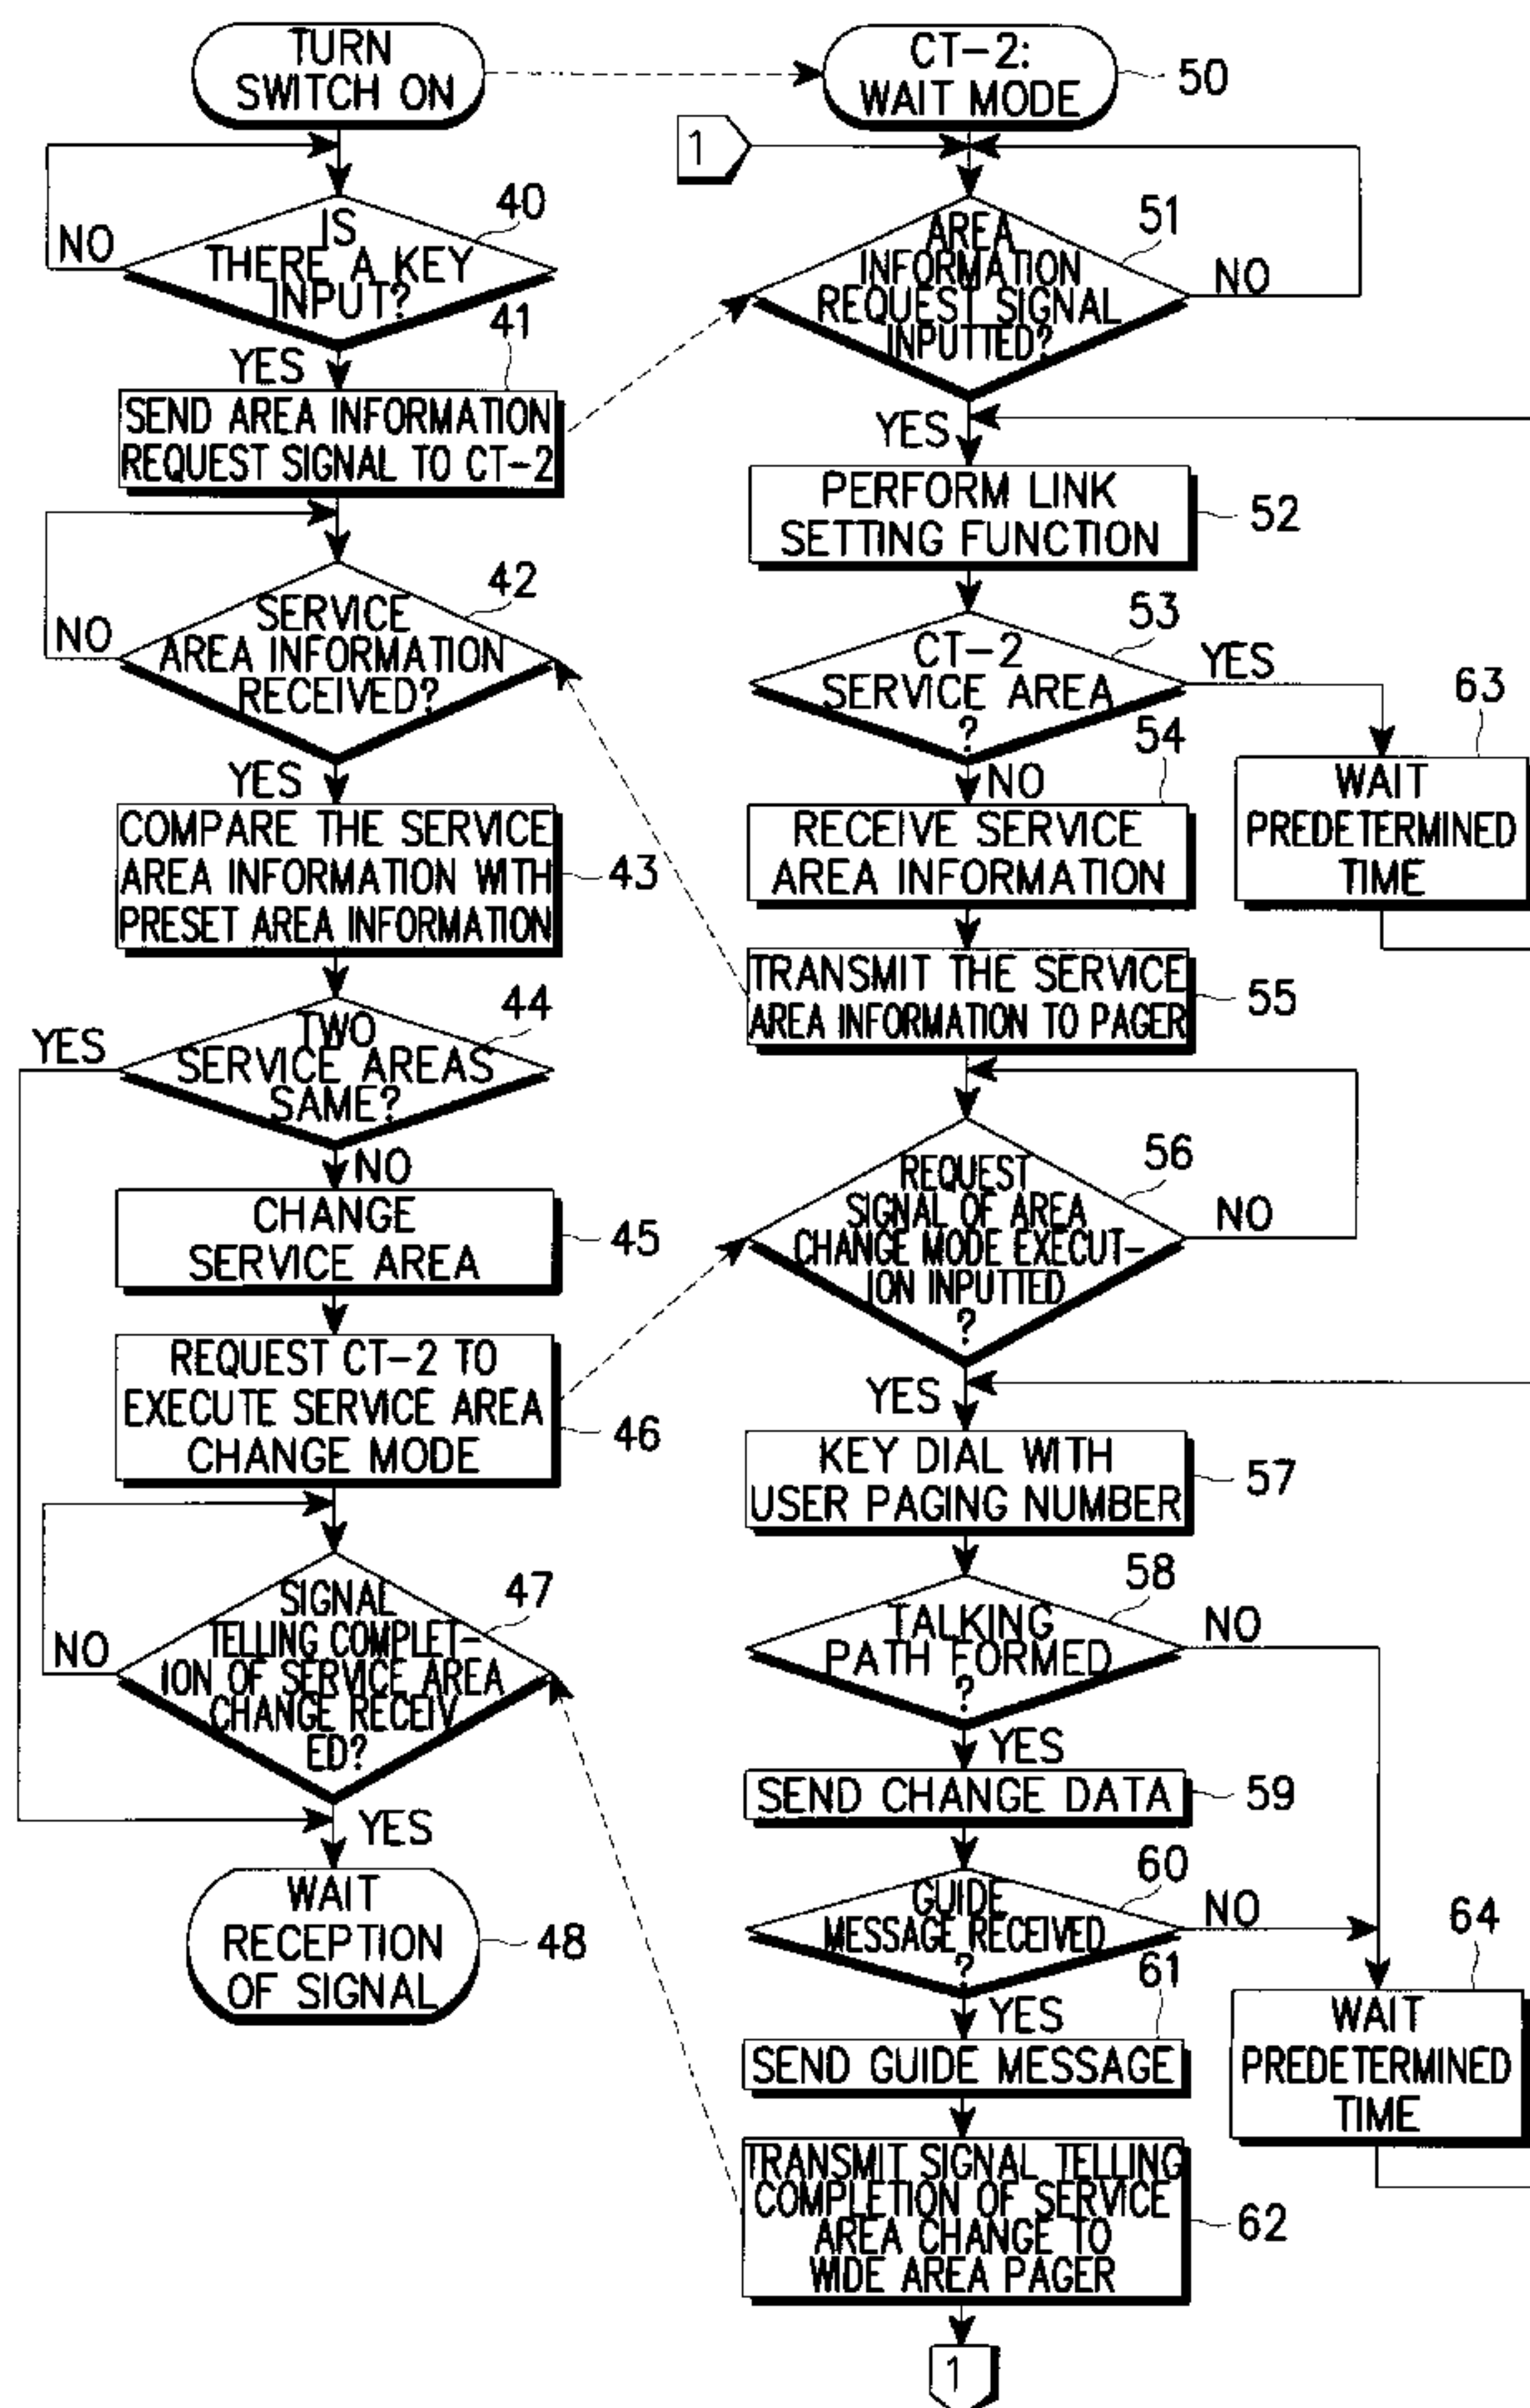 TURN
SWITCH ON
NO
IS
THERE A KEY
INPUT?
40
YES
41
SEND AREA INFORMATION
REQUEST SIGNAL TO CT-2
NO
SERVICE
AREA INFORMATION
RECEIVED?
42
YES
COMPARE THE SERVICE
AREA INFORMATION WITH
PRESET AREA INFORMATION
43
YES
TWO
SERVICE AREAS
SAME?
44
NO
CHANGE
SERVICE AREA
45
REQUEST CT-2 TO
EXECUTE SERVICE AREA
CHANGE MODE
46
NO
SIGNAL
TELLING COMPLET-
ION OF SERVICE AREA
CHANGE RECEIV
ED?
47
YES
WAIT
RECEPTION
OF SIGNAL
48
CT-2:
WAIT MODE
50
1
AREA
INFORMATION
REQUEST SIGNAL
INPUTTED?
51
NO
YES
PERFORM LINK
SETTING FUNCTION
52
CT-2
SERVICE AREA
?
53
YES
63
WAIT
PREDETERMINED
TIME
NO
54
RECEIVE SERVICE
AREA INFORMATION
TRANSMIT THE SERVICE
AREA INFORMATION TO PAGER
55
REQUEST
SIGNAL OF AREA
CHANGE MODE EXECUT-
ION INPUTTED
?
56
NO
YES
KEY DIAL WITH
USER PAGING NUMBER
57
TALKING
PATH FORMED
?
58
NO
YES
SEND CHANGE DATA
59
GUIDE
MESSAGE RECEIVED
?
60
NO
64
WAIT
PREDETERMINED
TIME
YES
61
SEND GUIDE MESSAGE
TRANSMIT SIGNAL TELLING
COMPLETION OF SERVICE
AREA CHANGE TO
WIDE AREA PAGER
62
1